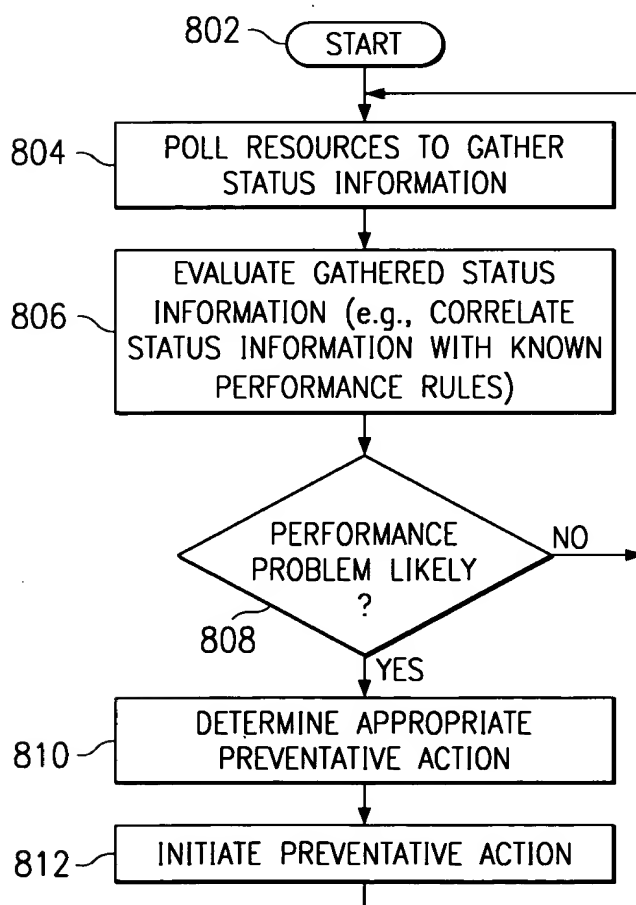 802
START
804
POLL RESOURCES TO GATHER
STATUS INFORMATION
806
EVALUATE GATHERED STATUS
INFORMATION (e.g., CORRELATE
STATUS INFORMATION WITH KNOWN
PERFORMANCE RULES)
PERFORMANCE
PROBLEM LIKELY
?
NO
808
YES
810
DETERMINE APPROPRIATE
PREVENTATIVE ACTION
812
INITIATE PREVENTATIVE ACTION